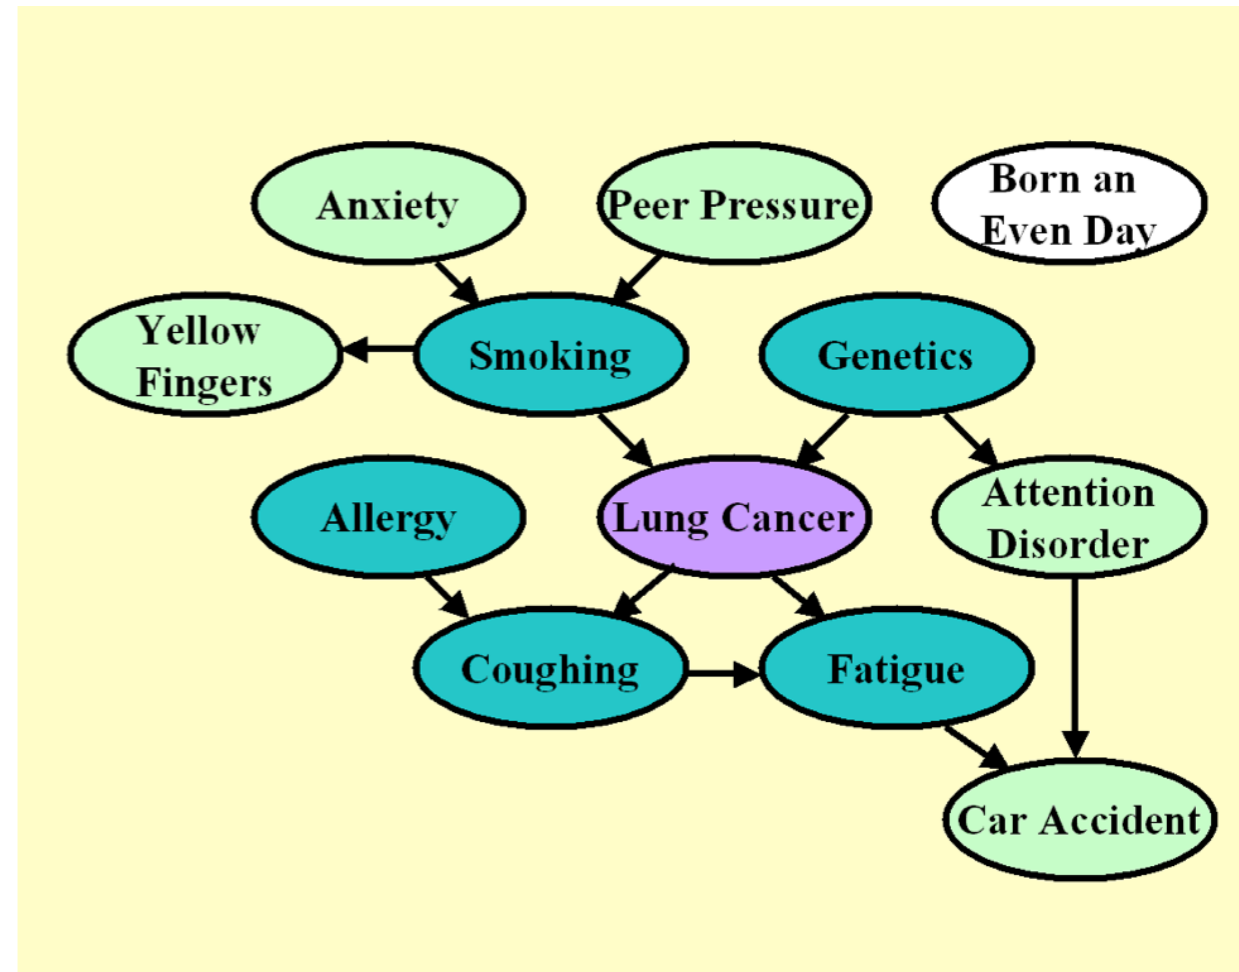 Anxiety
Peer Pressure
Born an
Even Day
Yellow
Fingers
Smoking
Genetics
Allergy
Lung Cancer
Attention
Disorder
Coughing
Fatigue
Car Accident